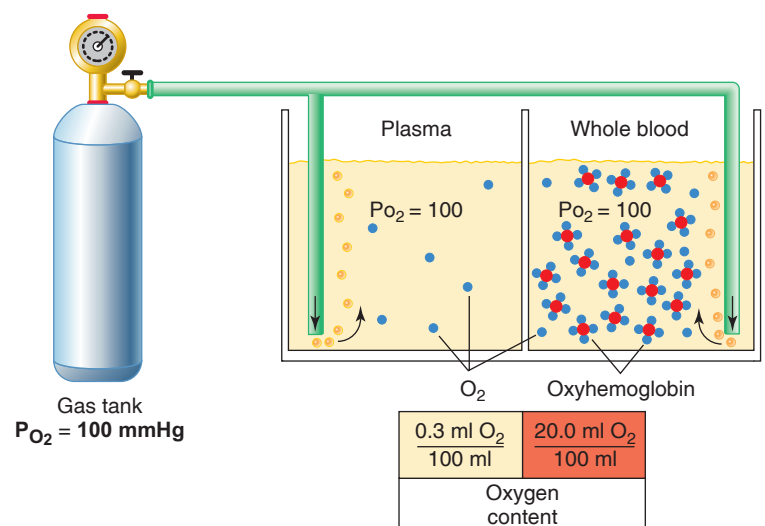 Plasma
Whole blood
Po₂ = 100
Po₂ = 100
O₂
Oxyhemoglobin
Gas tank
P_O₂ = 100 mmHg
0.3 ml O₂
100 ml
20.0 ml O₂
100 ml
Oxygen
content